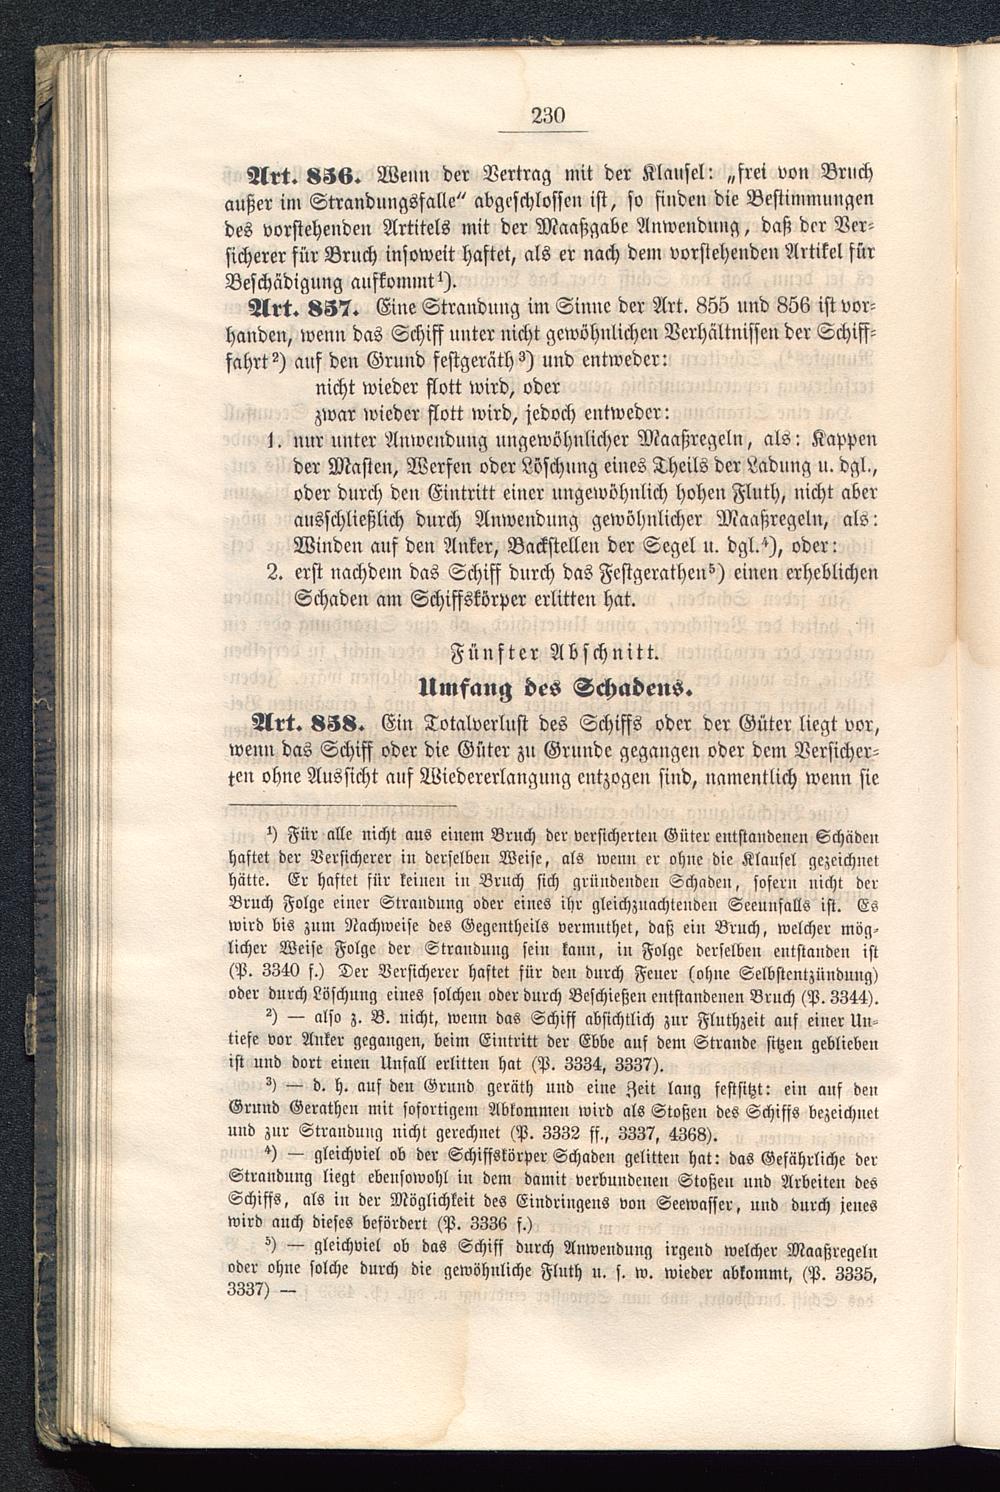 230
Art. 856. Wenn der Vertrag mit der Klausel: „frei von Bruch
außer im Strandungsfalle“ abgeschlossen ist, so finden die Bestimmungen
des vorstehenden Artitels mit der Maaßgabe Anwendung, daß der Ver-
sicherer für Bruch insoweit haftet, als er nach dem vorstehenden Artikel für
Beschädigung aufkommt¹).
Art. 857. Eine Strandung im Sinne der Art. 855 und 856 ist vor-
handen, wenn das Schiff unter nicht gewöhnlichen Verhältnissen der Schiff-
fahrt²) auf den Grund festgeräth³) und entweder:
nicht wieder flott wird, oder
zwar wieder flott wird, jedoch entweder:
1. nur unter Anwendung ungewöhnlicher Maaßregeln, als: Kappen
der Masten, Werfen oder Löschung eines Theils der Ladung u. dgl.,
oder durch den Eintritt einer ungewöhnlich hohen Fluth, nicht aber
ausschließlich durch Anwendung gewöhnlicher Maaßregeln, als:
Winden auf den Anker, Backstellen der Segel u. dgl.⁴), oder:
2. erst nachdem das Schiff durch das Festgerathen⁵) einen erheblichen
Schaden am Schiffskörper erlitten hat.
Fünfter Abschnitt.
Umfang des Schadens.
Art. 858. Ein Totalverlust des Schiffs oder der Güter liegt vor,
wenn das Schiff oder die Güter zu Grunde gegangen oder dem Versicher-
ten ohne Aussicht auf Wiedererlangung entzogen sind, namentlich wenn sie
¹) Für alle nicht aus einem Bruch der versicherten Güter entstandenen Schäden
haftet der Versicherer in derselben Weise, als wenn er ohne die Klausel gezeichnet
hätte. Er haftet für keinen in Bruch sich gründenden Schaden, sofern nicht der
Bruch Folge einer Strandung oder eines ihr gleichzuachtenden Seeunfalls ist. Es
wird bis zum Nachweise des Gegentheils vermuthet, daß ein Bruch, welcher mög-
licher Weise Folge der Strandung sein kann, in Folge derselben entstanden ist
(P. 3340 f.) Der Versicherer haftet für den durch Feuer (ohne Selbstentzündung)
oder durch Löschung eines solchen oder durch Beschießen entstandenen Bruch (P. 3344).
²) — also z. B. nicht, wenn das Schiff absichtlich zur Fluthzeit auf einer Un-
tiefe vor Anker gegangen, beim Eintritt der Ebbe auf dem Strande sitzen geblieben
ist und dort einen Unfall erlitten hat (P. 3334, 3337).
³) — d. h. auf den Grund geräth und eine Zeit lang festsitzt: ein auf den
Grund Gerathen mit sofortigem Abkommen wird als Stoßen des Schiffs bezeichnet
und zur Strandung nicht gerechnet (P. 3332 ff., 3337, 4368).
⁴) — gleichviel ob der Schiffskörper Schaden gelitten hat: das Gefährliche der
Strandung liegt ebensowohl in dem damit verbundenen Stoßen und Arbeiten des
Schiffs, als in der Möglichkeit des Eindringens von Seewasser, und durch jenes
wird auch dieses befördert (P. 3336 f.)
⁵) — gleichviel ob das Schiff durch Anwendung irgend welcher Maaßregeln
oder ohne solche durch die gewöhnliche Fluth u. s. w. wieder abkommt, (P. 3335,
3337) —